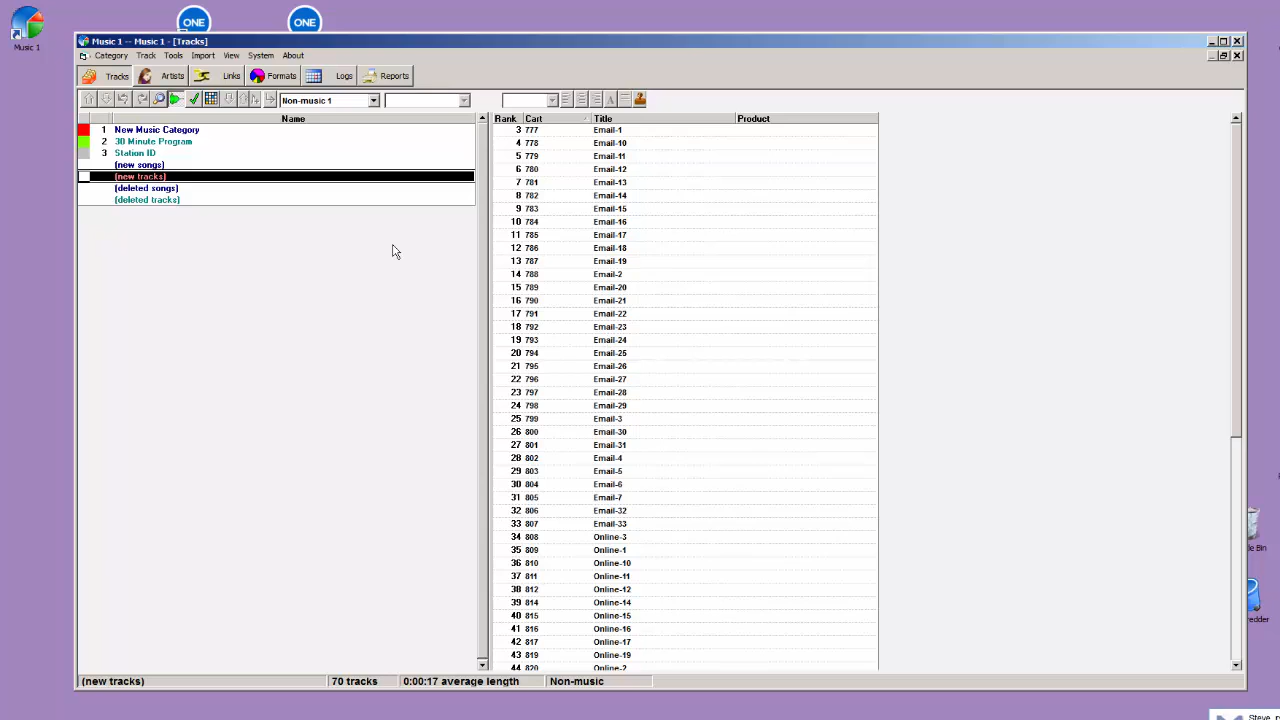 ONE
ONE
Music 1
Music 1 -- Music 1 - [Tracks]
Category Track Tools Import View System About
Tracks Artists Links Formats Logs Reports
Non-music 1
Name
1 New Music Category
2 30 Minute Program
3 Station ID
(new songs)
(new tracks)
(deleted songs)
(deleted tracks)
Rank Cart Title Product
3 777 Email-1
4 778 Email-10
5 779 Email-11
6 780 Email-12
7 781 Email-13
8 782 Email-14
9 783 Email-15
10 784 Email-16
11 785 Email-17
12 786 Email-18
13 787 Email-19
14 788 Email-2
15 789 Email-20
16 790 Email-21
17 791 Email-22
18 792 Email-23
19 793 Email-24
20 794 Email-25
21 795 Email-26
22 796 Email-27
23 797 Email-28
24 798 Email-29
25 799 Email-3
26 800 Email-30
27 801 Email-31
28 802 Email-4
29 803 Email-5
30 804 Email-6
31 805 Email-7
32 806 Email-32
33 807 Email-33
34 808 Online-3
35 809 Online-1
36 810 Online-10
37 811 Online-11
38 812 Online-12
39 814 Online-14
40 815 Online-15
41 816 Online-16
42 817 Online-17
43 819 Online-19
44 820 Online-2
(new tracks) 70 tracks 0:00:17 average length Non-music
le Bin
redder
Steve